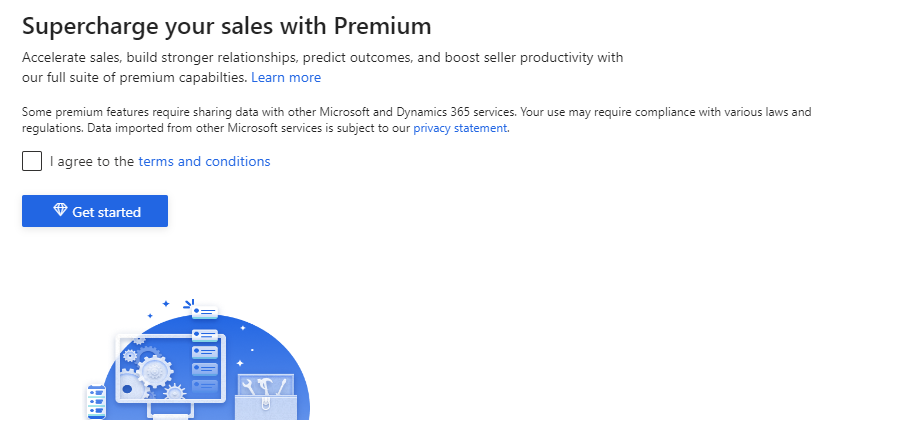 Supercharge your sales with Premium
Accelerate sales, build stronger relationships, predict outcomes, and boost seller productivity with
our full suite of premium capabilties. Learn more
Some premium features require sharing data with other Microsoft and Dynamics 365 services. Your use may require compliance with various laws and
regulations. Data imported from other Microsoft services is subject to our privacy statement.
I agree to the terms and conditions
Get started